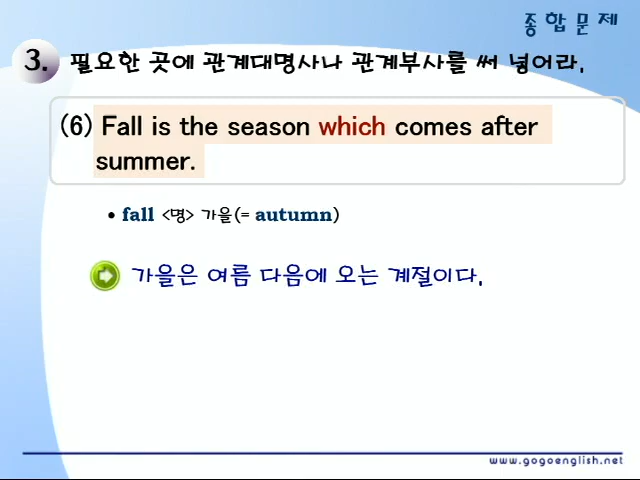 종합문제
3. 필요한 곳에 관계대명사나 관계부사를 써 넣어라.
(6) Fall is the season which comes after
summer.
• fall <명> 가을(= autumn)
가을은 여름 다음에 오는 계절이다.
www.gogoenglish.net